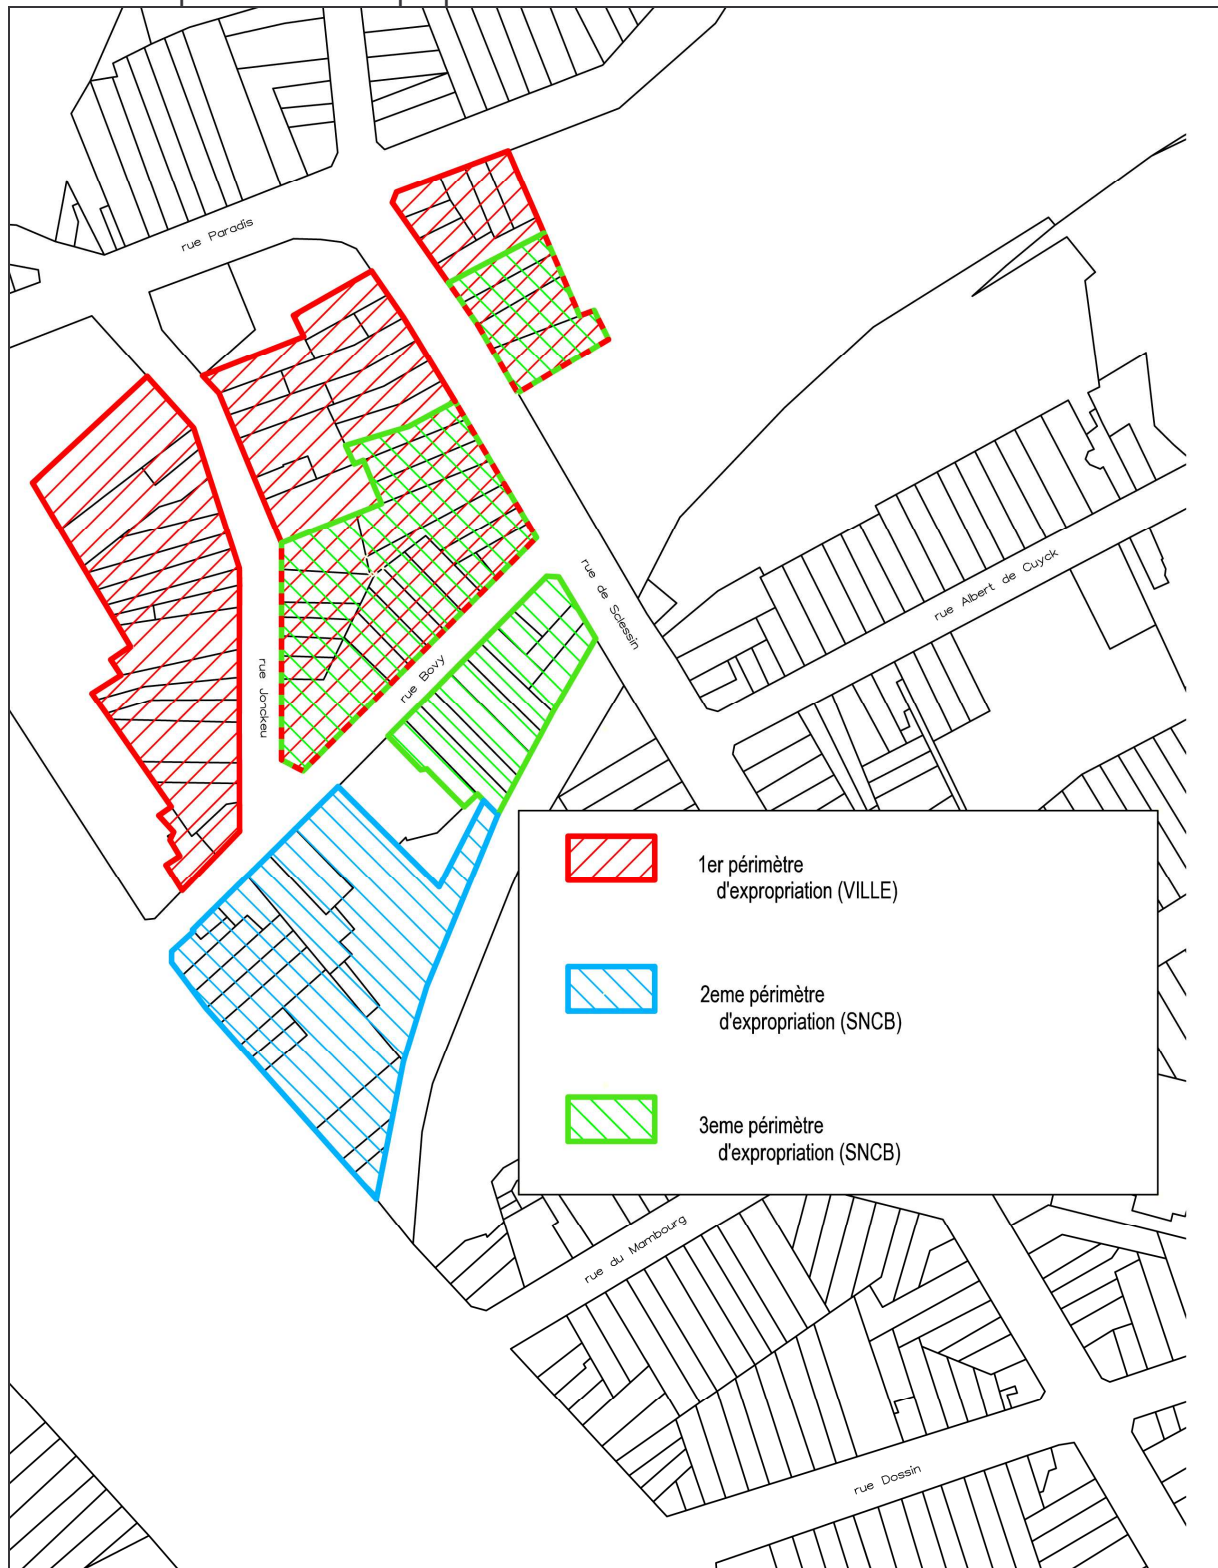 rue Paradis
rue de Sclessin
rue Albert de Cuyck
rue Jonckeu
rue Bovy
1er périmètre
d'expropriation (VILLE)
2eme périmètre
d'expropriation (SNCB)
3eme périmètre
d'expropriation (SNCB)
rue du Mambourg
rue Dossin